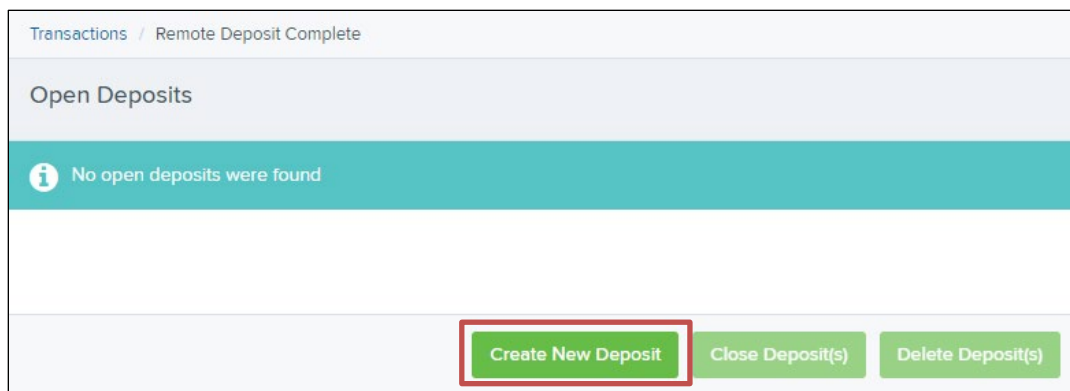 Transactions / Remote Deposit Complete
Open Deposits
No open deposits were found
Create New Deposit Close Deposit(s) Delete Deposit(s)